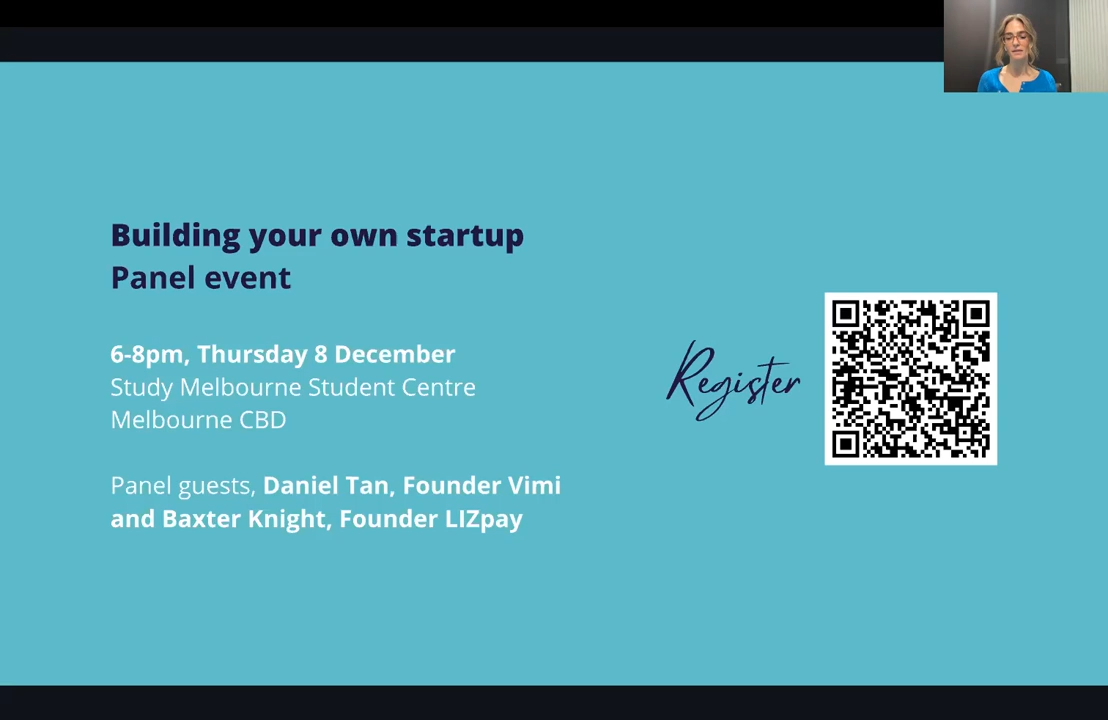 Building your own startup
Panel event
6-8pm, Thursday 8 December
Study Melbourne Student Centre
Melbourne CBD
Panel guests, Daniel Tan, Founder Vimi
and Baxter Knight, Founder LIZpay
Register